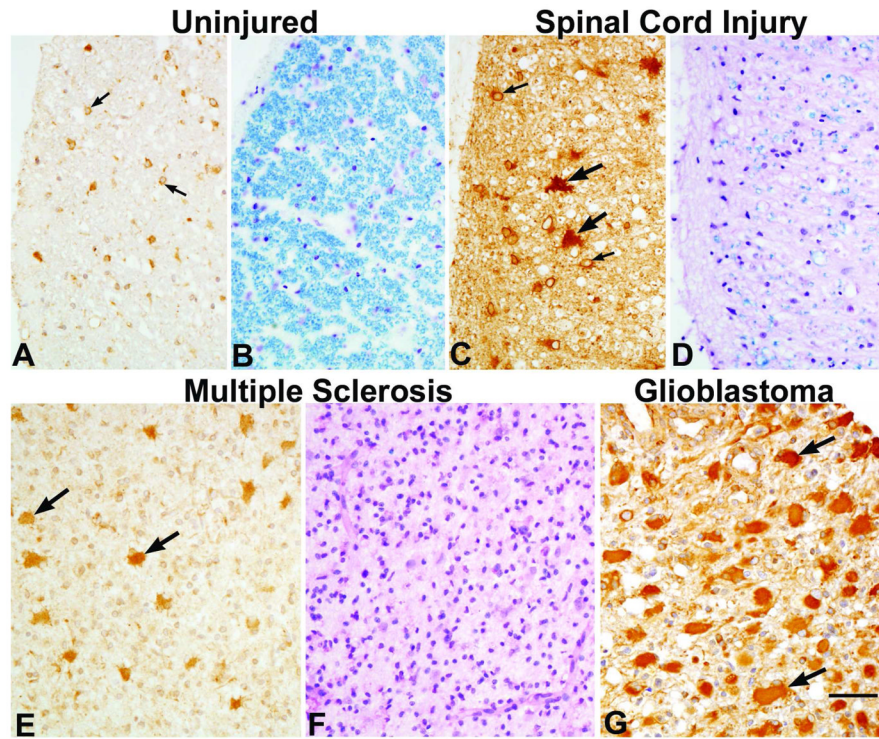 Uninjured
Spinal Cord Injury
A
B
C
D
Multiple Sclerosis
Glioblastoma
E
F
G